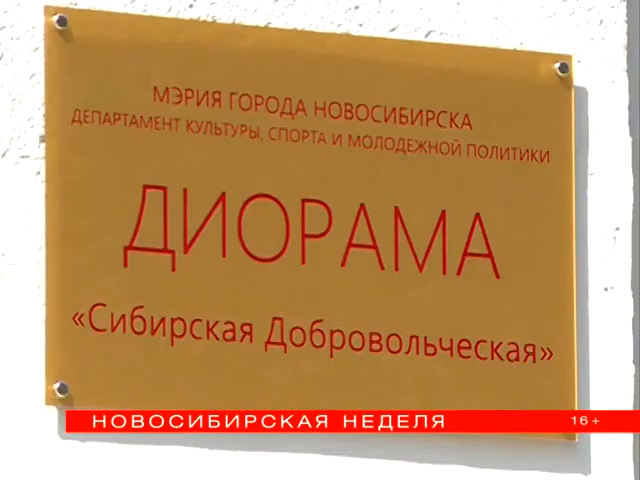 МЭРИЯ ГОРОДА НОВОСИБИРСКА
ДЕПАРТАМЕНТ КУЛЬТУРЫ, СПОРТА И МОЛОДЕЖНОЙ ПОЛИТИКИ
ДИОРАМА
«Сибирская Добровольческая»
НОВОСИБИРСКАЯ НЕДЕЛЯ 16+